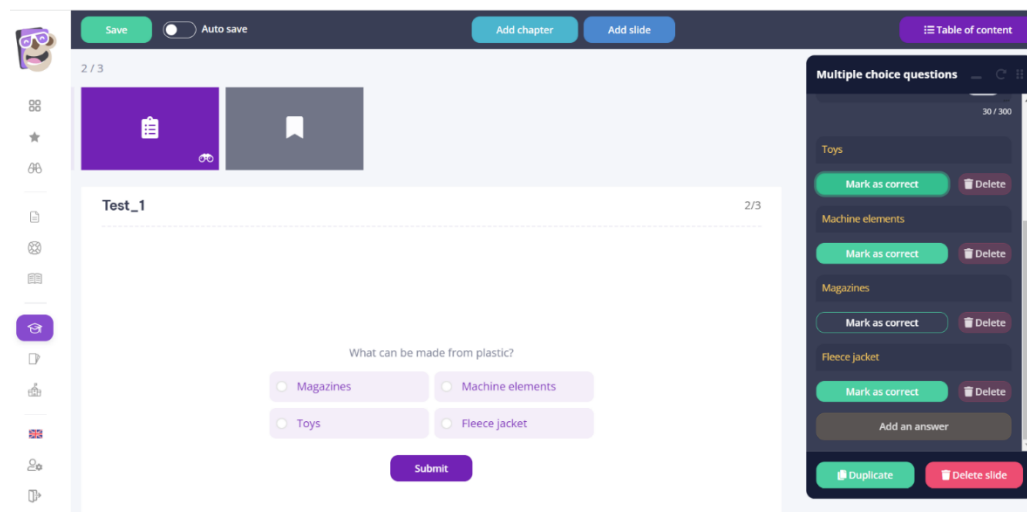 Save
Auto save
Add chapter
Add slide
Table of content
2 / 3
Test_1
2/3
What can be made from plastic?
Magazines
Machine elements
Toys
Fleece jacket
Submit
Multiple choice questions
30 / 300
Toys
Mark as correct
Delete
Machine elements
Mark as correct
Delete
Magazines
Mark as correct
Delete
Fleece jacket
Mark as correct
Delete
Add an answer
Duplicate
Delete slide